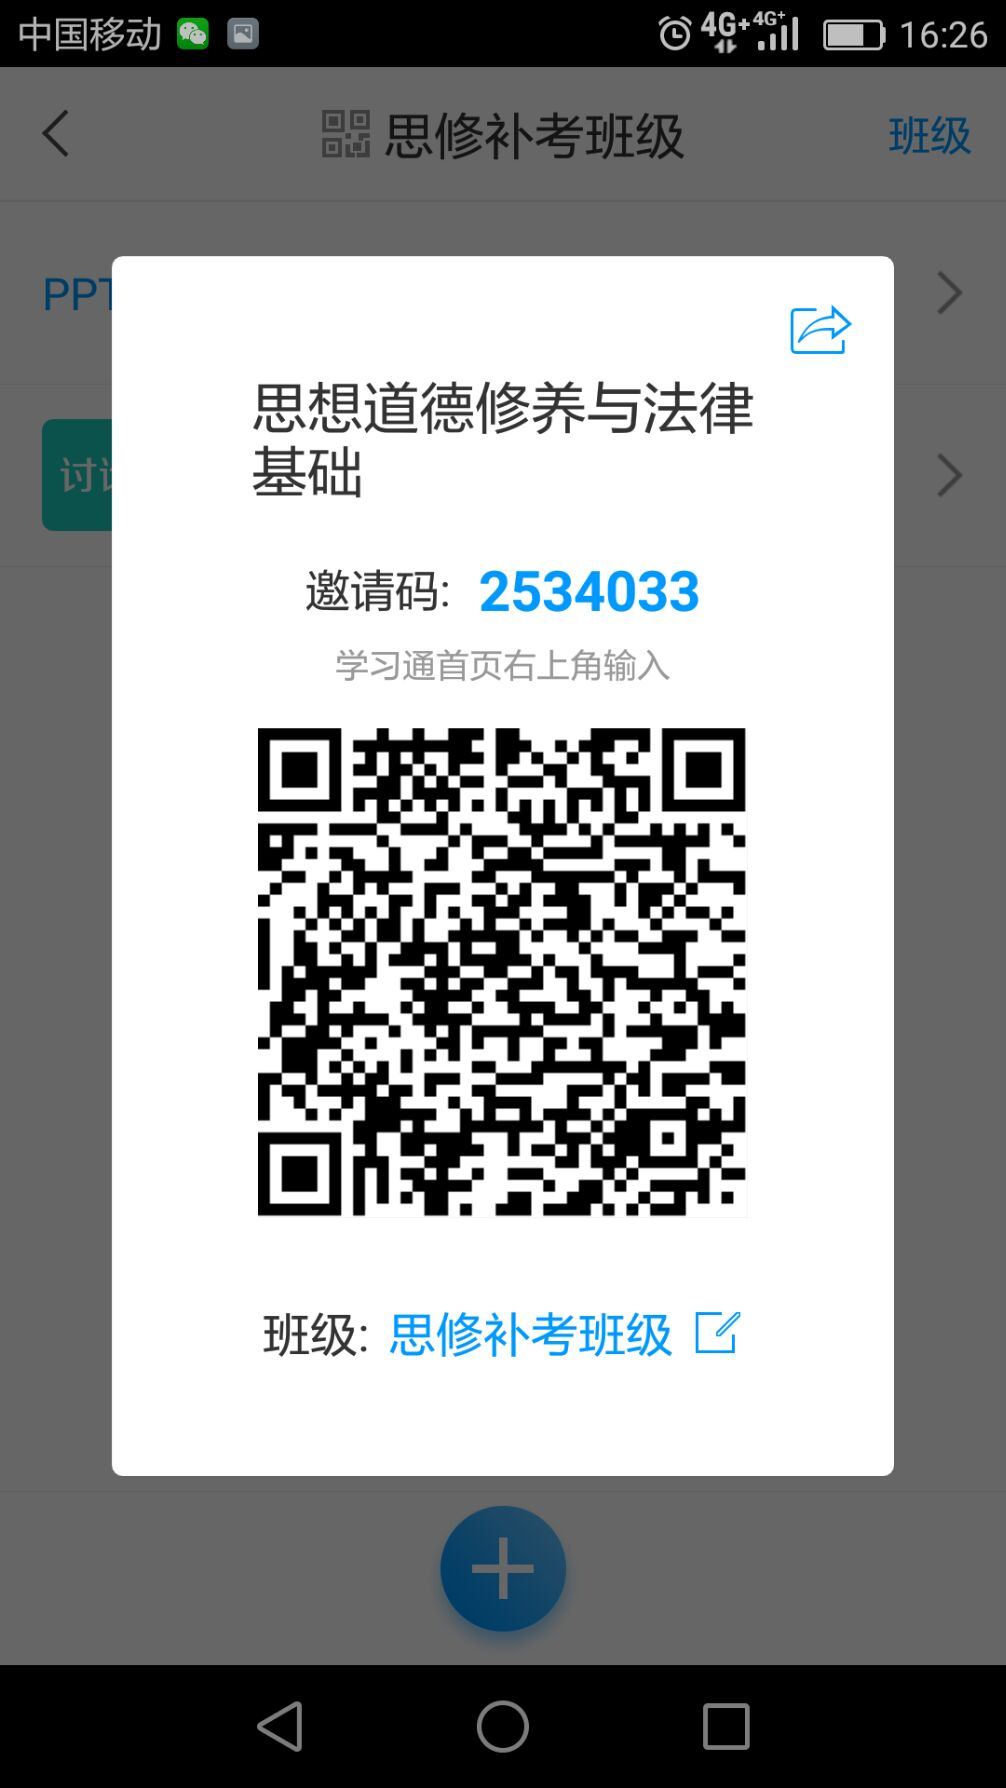 中国移动 4G+ 4G+ 16:26
思修补考班级 班级
PPT
讨
思想道德修养与法律
基础
邀请码: 2534033
学习通首页右上角输入
班级: 思修补考班级